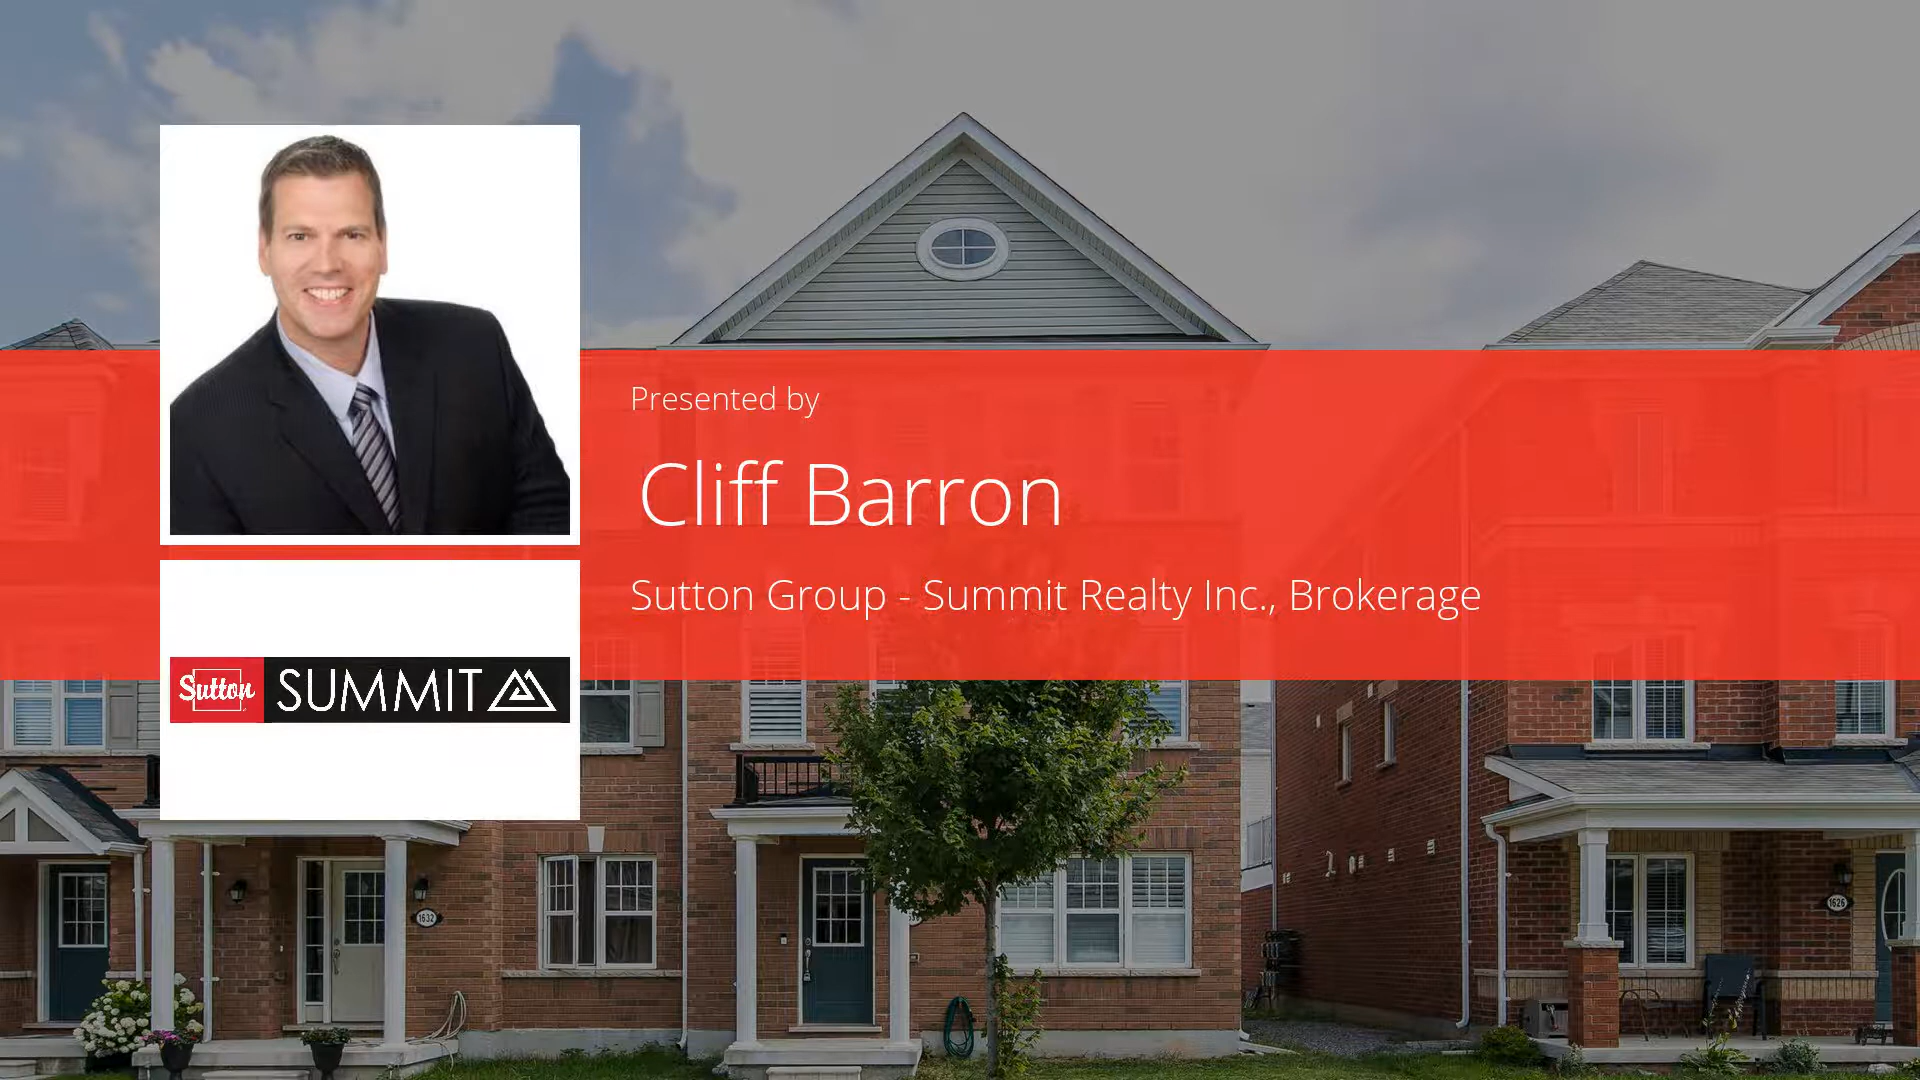 Presented by
Cliff Barron
Sutton Group - Summit Realty Inc., Brokerage
Sutton SUMMIT
1632
1626